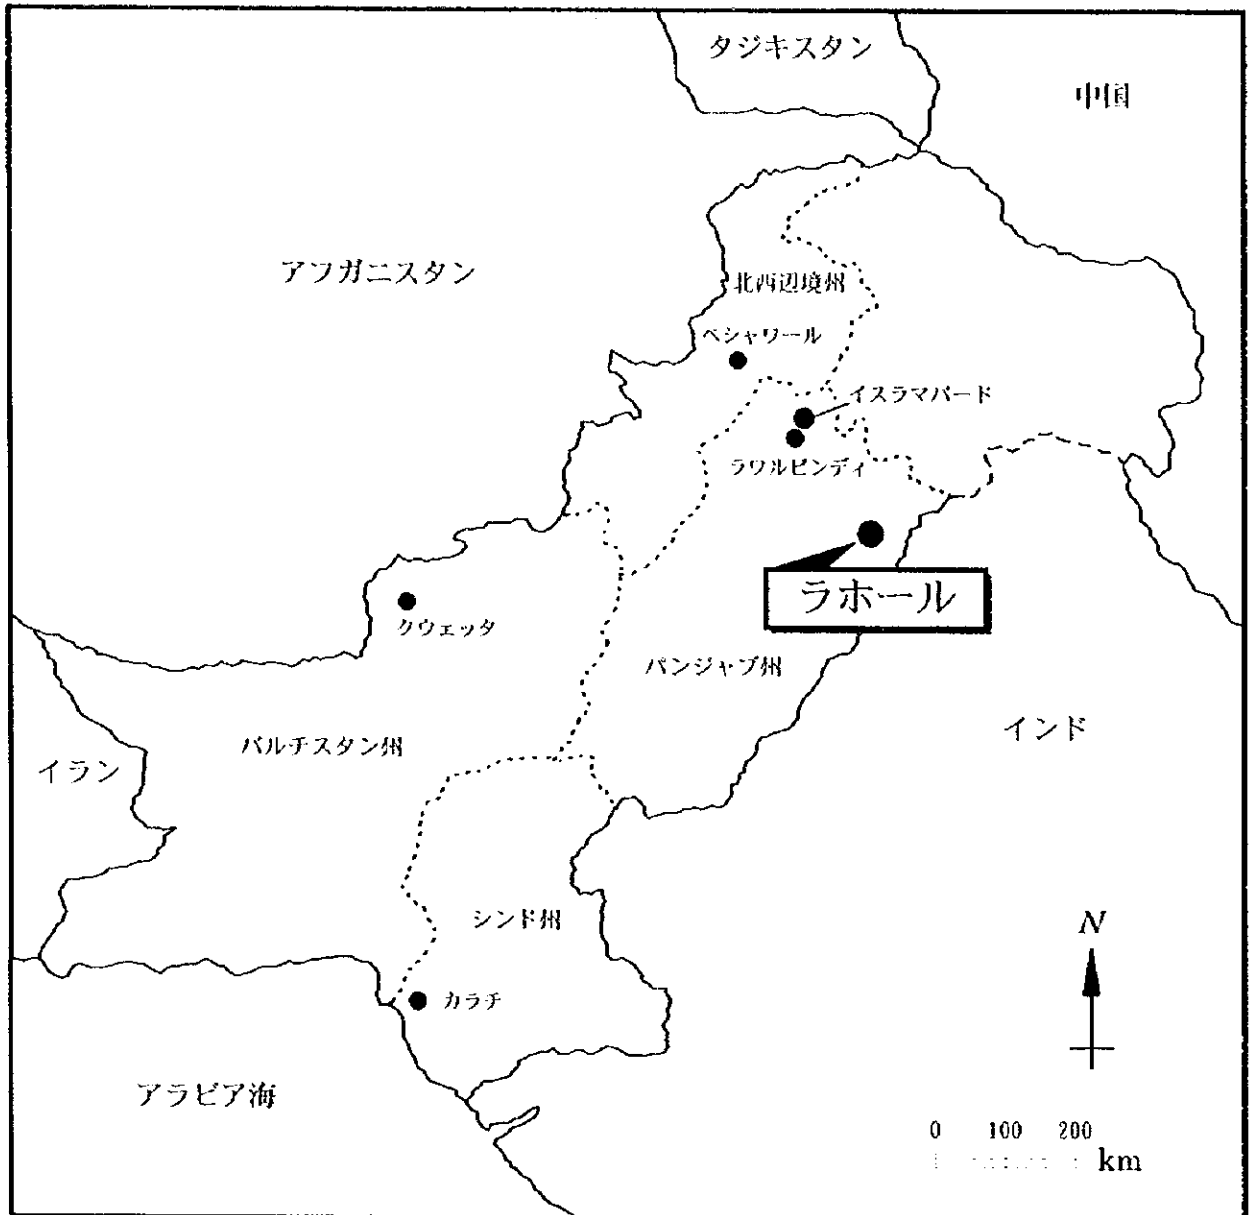 タジキスタン
中国
アフガニスタン
北西辺境州
ペシャワール
イスラマバード
ラワルピンディ
ラホール
クウェッタ
パンジャブ州
インド
バルチスタン州
イラン
シンド州
N
カラチ
アラビア海
0 100 200
km